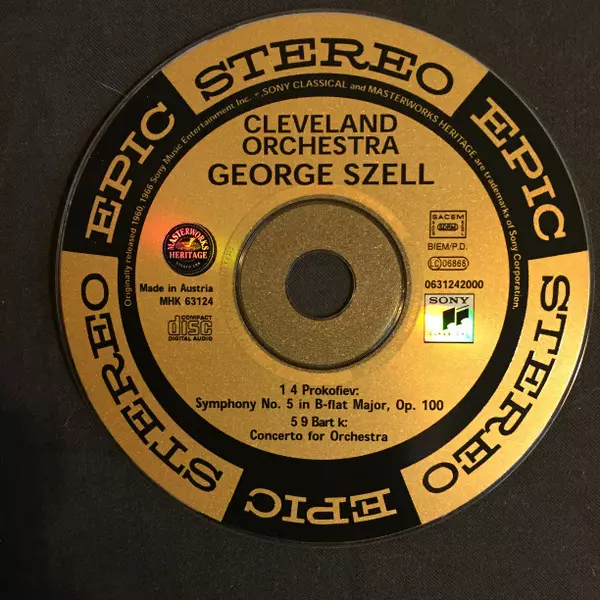 STEREO
EPIC
STEREO
EPIC
STEREO
EPIC
Originally released 1960, 1966 Sony Music Entertainment Inc. SONY CLASSICAL and MASTERWORKS HERITAGE are trademarks of Sony Corporation.
CLEVELAND
ORCHESTRA
GEORGE SZELL
MASTERWORKS
HERITAGE
Made in Austria
MHK 63124
COMPACT
disc
DIGITAL AUDIO
SACEM
BIEM/P.D.
LC 06868
0631242000
SONY
CLASSICAL
1 4 Prokofiev:
Symphony No. 5 in B-flat Major, Op. 100
5 9 Bart k:
Concerto for Orchestra